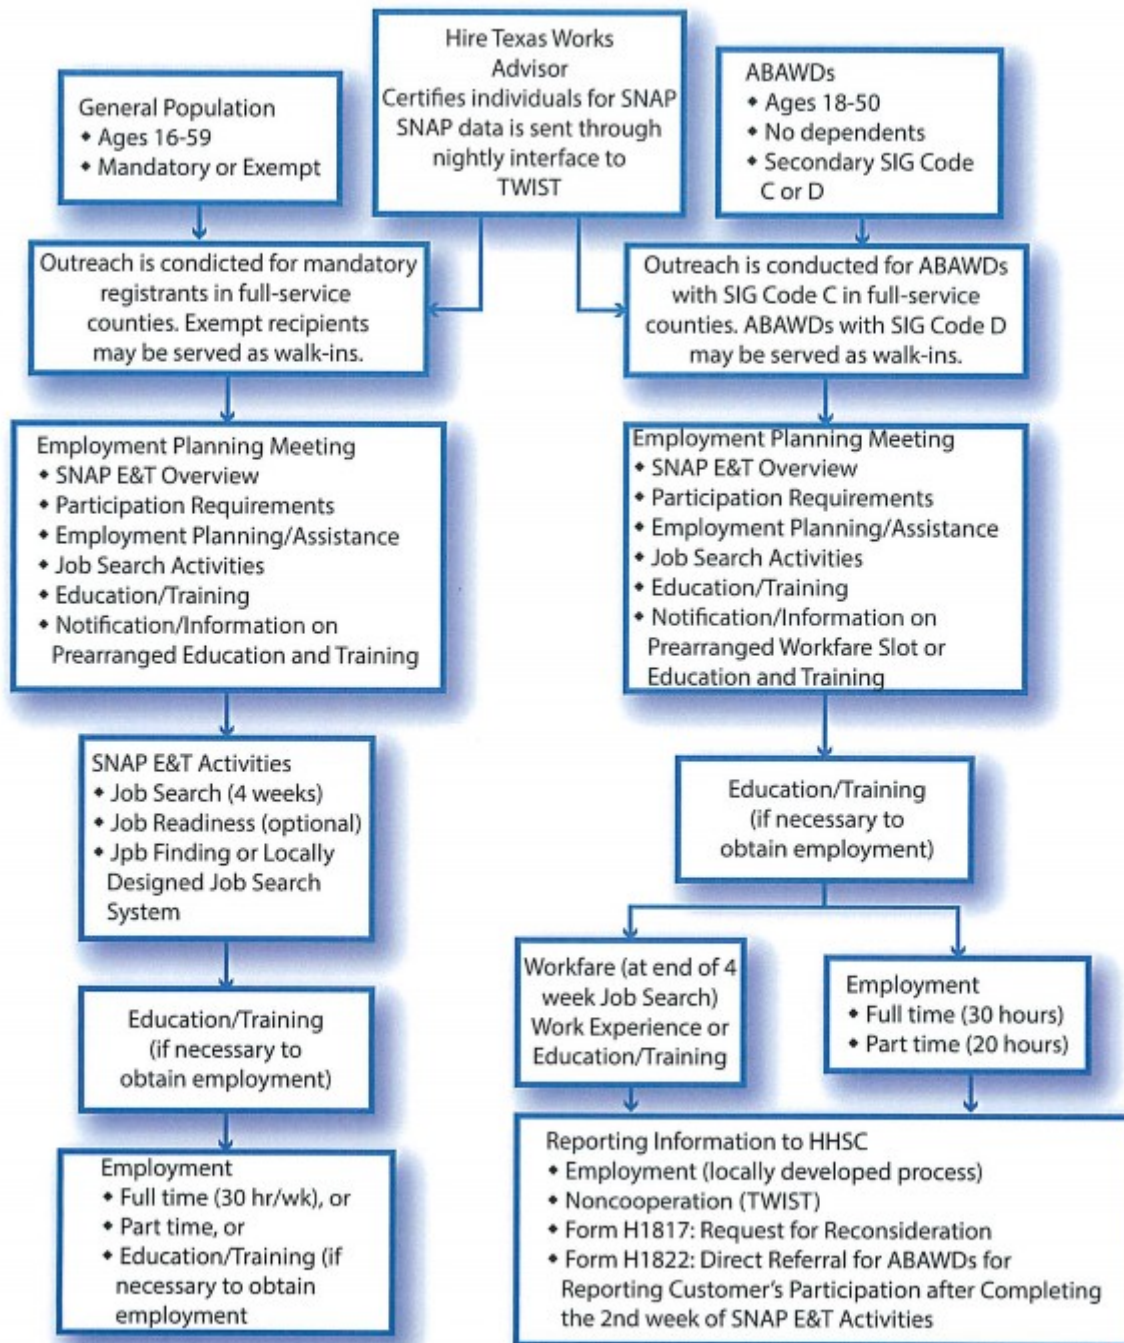 Hire Texas Works
Advisor
Certifies individuals for SNAP
SNAP data is sent through
nightly interface to
TWIST
General Population
◆ Ages 16-59
◆ Mandatory or Exempt
ABAWDs
◆ Ages 18-50
◆ No dependents
◆ Secondary SIG Code
C or D
Outreach is condicted for mandatory
registrants in full-service
counties. Exempt recipients
may be served as walk-ins.
Outreach is conducted for ABAWDs
with SIG Code C in full-service
counties. ABAWDs with SIG Code D
may be served as walk-ins.
Employment Planning Meeting
◆ SNAP E&T Overview
◆ Participation Requirements
◆ Employment Planning/Assistance
◆ Job Search Activities
◆ Education/Training
◆ Notification/Information on
Prearranged Education and Training
Employment Planning Meeting
◆ SNAP E&T Overview
◆ Participation Requirements
◆ Employment Planning/Assistance
◆ Job Search Activities
◆ Education/Training
◆ Notification/Information on
Prearranged Workfare Slot or
Education and Training
SNAP E&T Activities
◆ Job Search (4 weeks)
◆ Job Readiness (optional)
◆ Jpb Finding or Locally
Designed Job Search
System
Education/Training
(if necessary to
obtain employment)
Education/Training
(if necessary to
obtain employment)
Employment
◆ Full time (30 hr/wk), or
◆ Part time, or
◆ Education/Training (if
necessary to obtain
employment
Workfare (at end of 4
week Job Search)
Work Experience or
Education/Training
Employment
◆ Full time (30 hours)
◆ Part time (20 hours)
Reporting Information to HHSC
◆ Employment (locally developed process)
◆ Noncooperation (TWIST)
◆ Form H1817: Request for Reconsideration
◆ Form H1822: Direct Referral for ABAWDs for
Reporting Customer's Participation after Completing
the 2nd week of SNAP E&T Activities